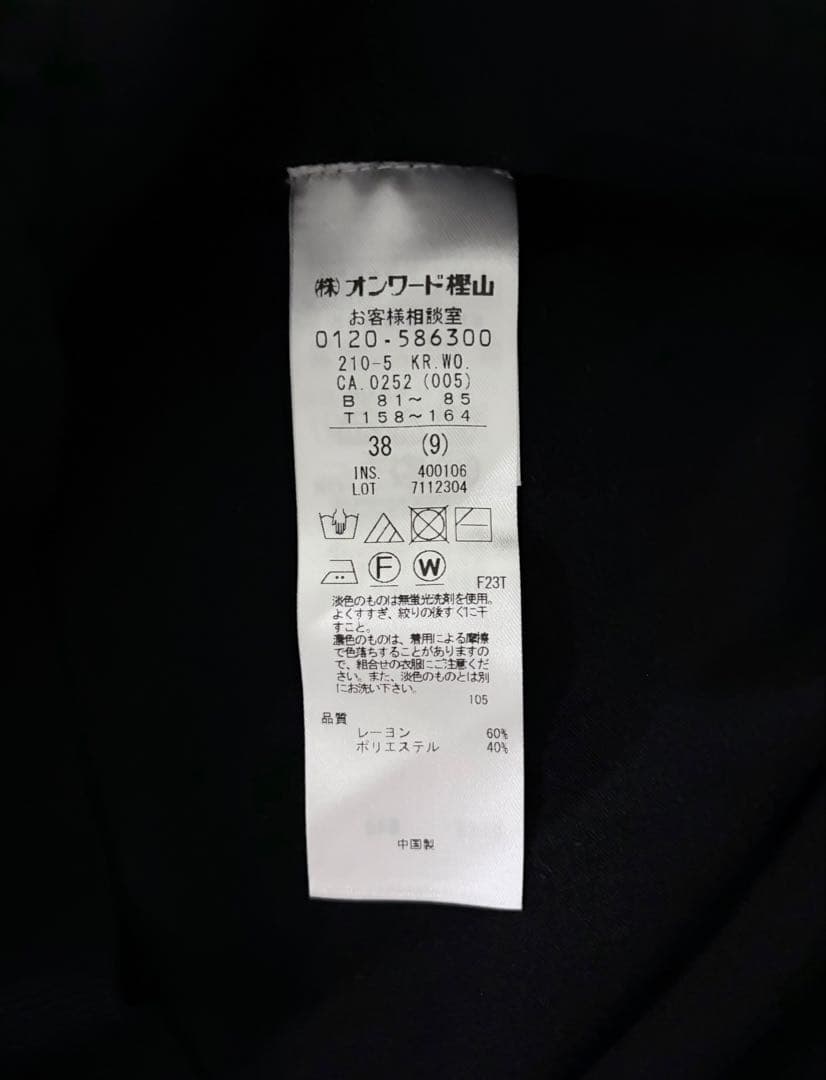 (株)オンワード樫山
お客様相談室
0120-586300
210-5 KR.WO.
CA.0252 (005)
B 81～ 85
T158～164
38 (9)
INS. 400106
LOT 7112304
F W F23T
淡色のものは無蛍光洗剤を使用。
よくすすぎ、絞りの後すぐに干
すこと。
濃色のものは、着用による摩擦
で色落ちすることがありますの
で、組合せの衣服にご注意くだ
さい。また、淡色のものとは別
にお洗い下さい。
105
品質
レーヨン 60%
ポリエステル 40%
中国製